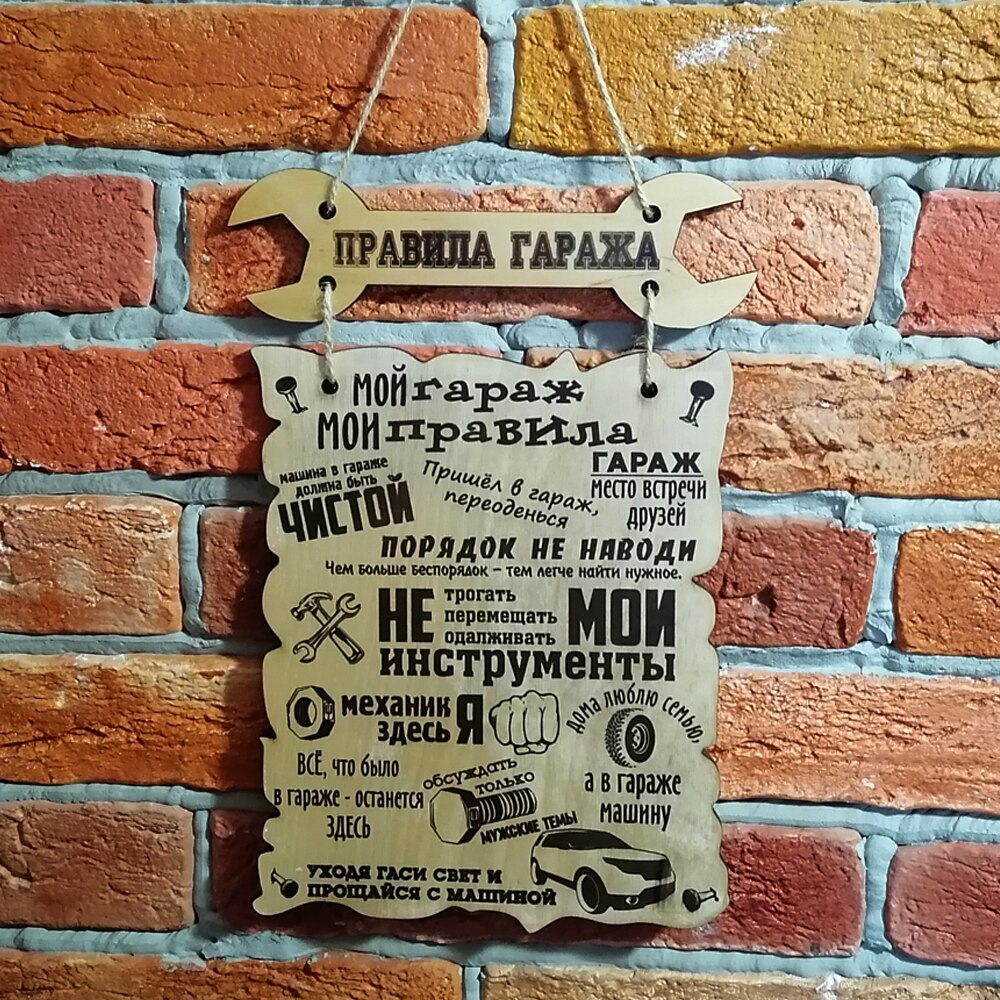 ПРАВИЛА ГАРАЖА
МОЙ гараж
МОИ правила
машина в гараже
должна быть
ЧИСТОЙ
Пришёл в гараж,
переоденься
ГАРАЖ
место встречи
друзей
ПОРЯДОК НЕ НАВОДИ
Чем больше беспорядок – тем легче найти нужное.
НЕ трогать
перемещать
одалживать
МОИ
инструменты
механик
здесь Я
дома люблю семью,
а в гараже
машину
ВСЁ, что было
в гараже - останется
ЗДЕСЬ
обсуждать
только
мужские темы
УХОДЯ ГАСИ СВЕТ И
ПРОЩАЙСЯ С МАШИНОЙ